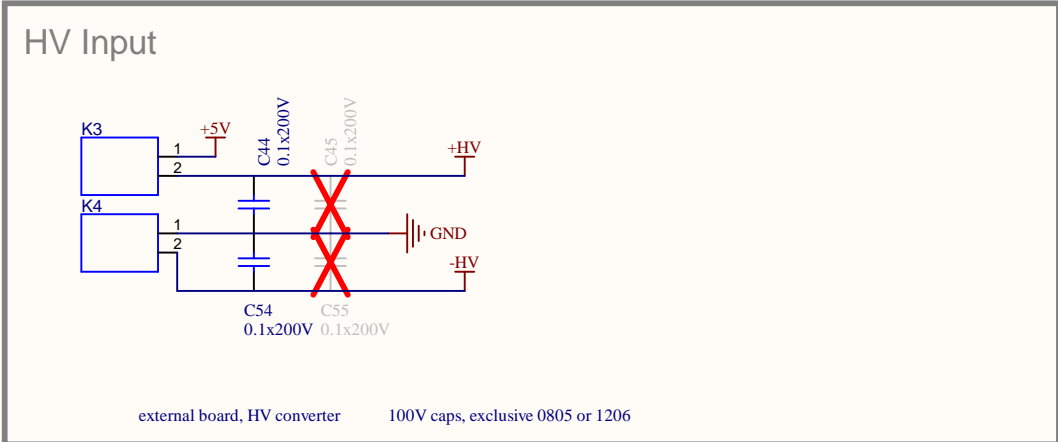 HV Input
K3
1
2
+5V
C44
0.1x200V
C45
0.1x200V
+HV
K4
1
2
GND
-HV
C54
0.1x200V
C55
0.1x200V
external board, HV converter
100V caps, exclusive 0805 or 1206